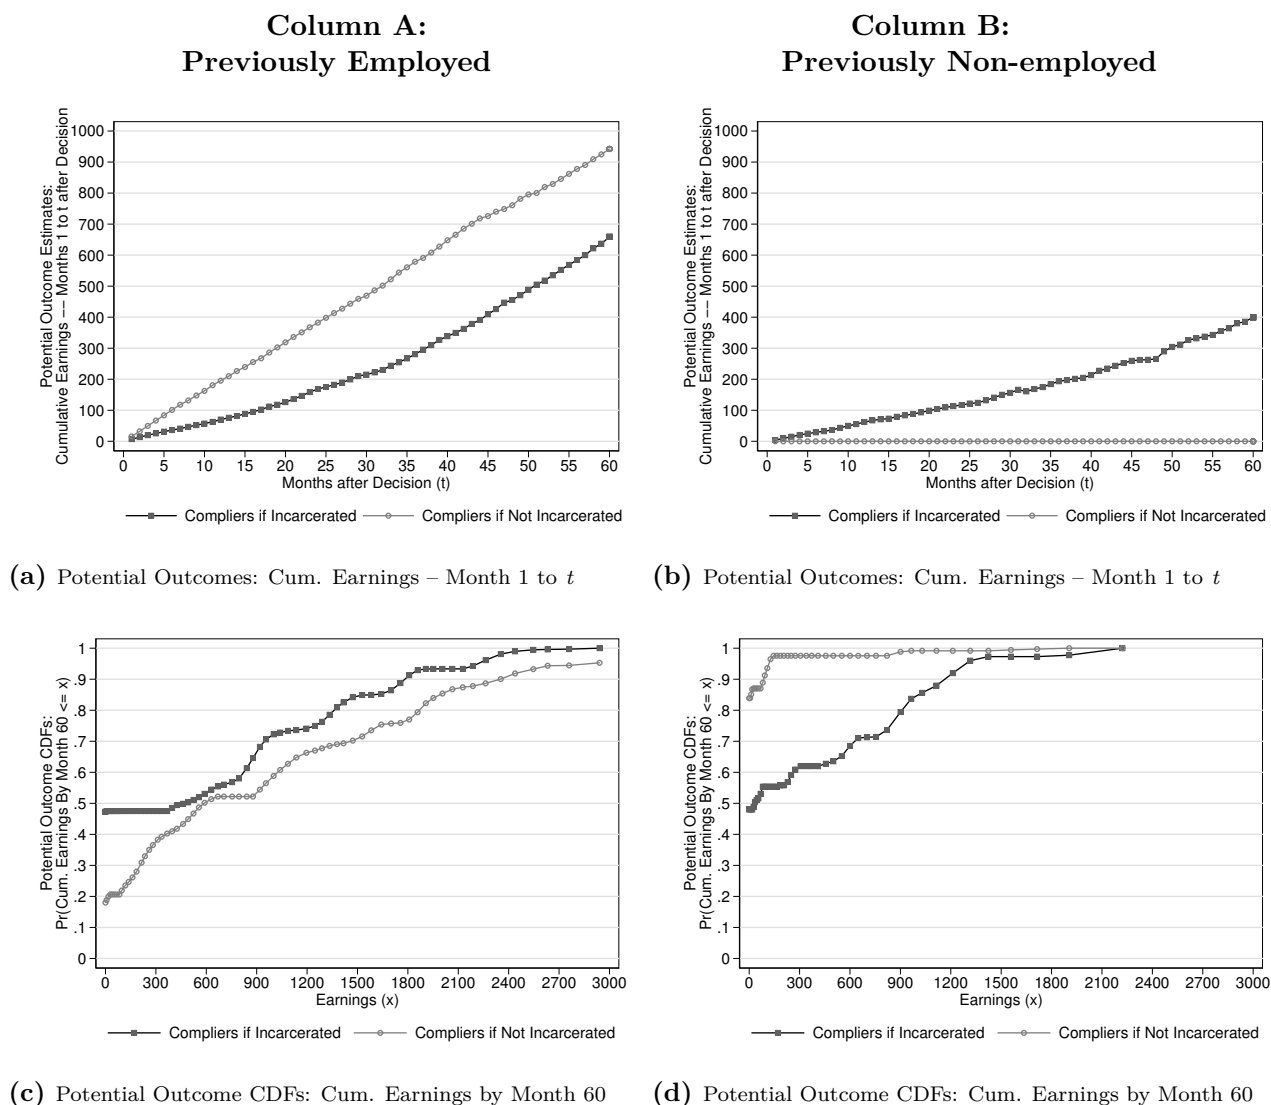 Column A:
Previously Employed
Column B:
Previously Non-employed
Potential Outcome Estimates:
Cumulative Earnings –– Months 1 to t after Decision
1000
900
800
700
600
500
400
300
200
100
0
0 5 10 15 20 25 30 35 40 45 50 55 60
Months after Decision (t)
Compliers if Incarcerated Compliers if Not Incarcerated
(a) Potential Outcomes: Cum. Earnings – Month 1 to t
Potential Outcome Estimates:
Cumulative Earnings –– Months 1 to t after Decision
1000
900
800
700
600
500
400
300
200
100
0
0 5 10 15 20 25 30 35 40 45 50 55 60
Months after Decision (t)
Compliers if Incarcerated Compliers if Not Incarcerated
(b) Potential Outcomes: Cum. Earnings – Month 1 to t
Potential Outcome CDFs:
Pr(Cum. Earnings By Month 60 <= x)
1
.9
.8
.7
.6
.5
.4
.3
.2
.1
0
0 300 600 900 1200 1500 1800 2100 2400 2700 3000
Earnings (x)
Compliers if Incarcerated Compliers if Not Incarcerated
(c) Potential Outcome CDFs: Cum. Earnings by Month 60
Potential Outcome CDFs:
Pr(Cum. Earnings By Month 60 <= x)
1
.9
.8
.7
.6
.5
.4
.3
.2
.1
0
0 300 600 900 1200 1500 1800 2100 2400 2700 3000
Earnings (x)
Compliers if Incarcerated Compliers if Not Incarcerated
(d) Potential Outcome CDFs: Cum. Earnings by Month 60